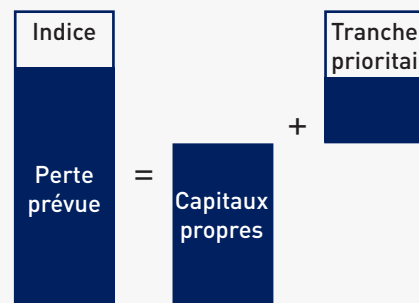 Indice
Tranche
prioritai
+
Perte
prévue
=
Capitaux
propres